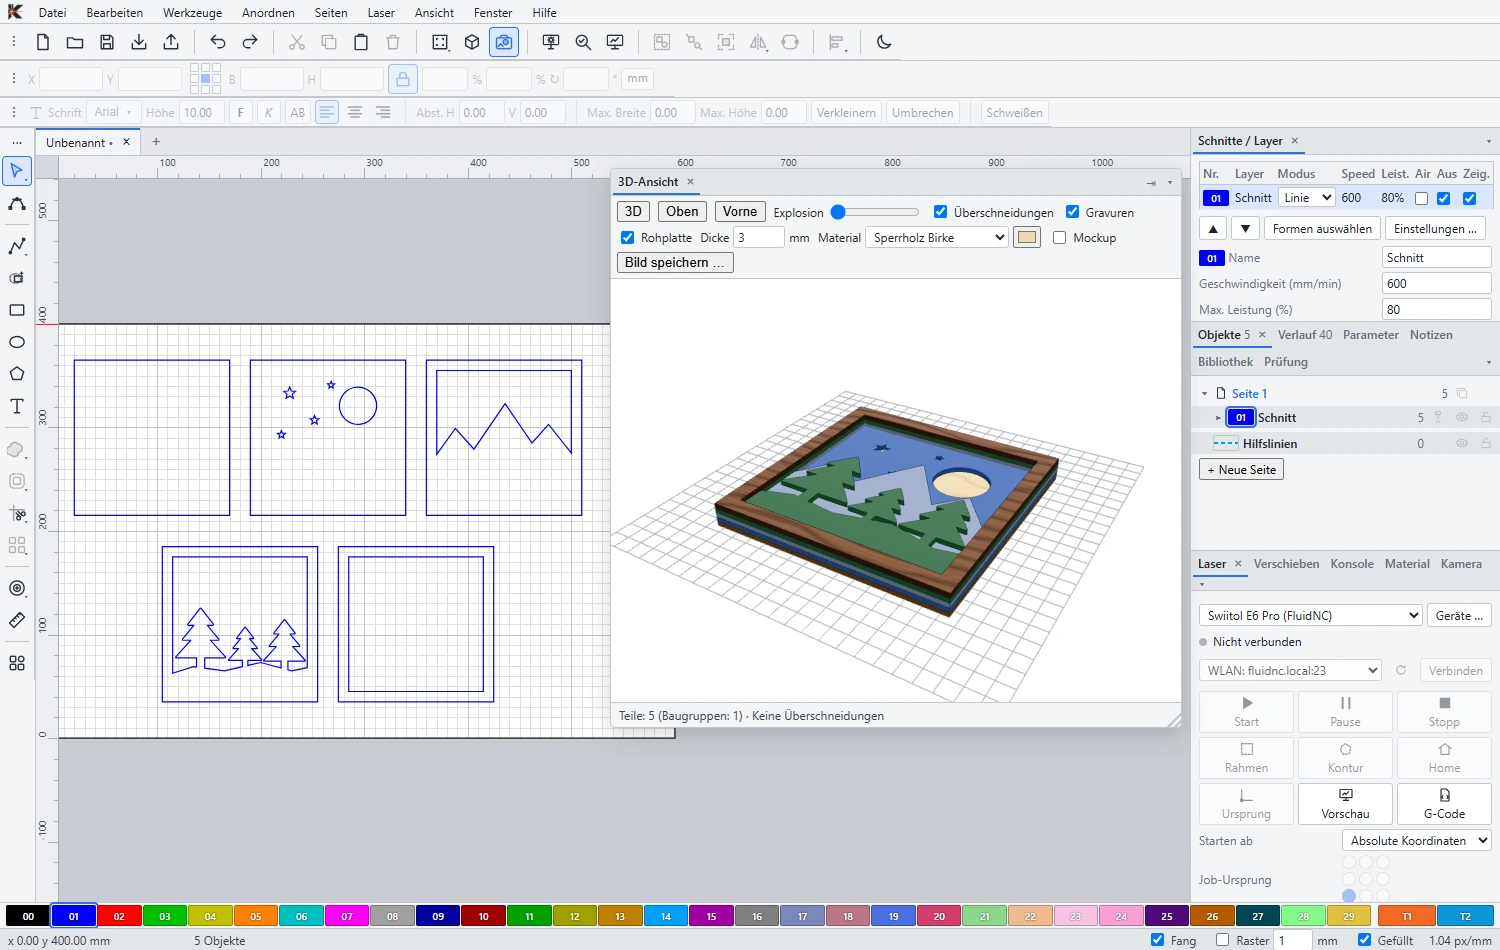 Datei Bearbeiten Werkzeuge Anordnen Seiten Laser Ansicht Fenster Hilfe
X Y B H % % ° mm
Schrift Arial Höhe 10.00 F K AB Abst. H 0.00 V 0.00 Max. Breite 0.00 Max. Höhe 0.00 Verkleinern Umbrechen Schweißen
Unbenannt • × +
100 200 300 400 500 600 700 800 900 1000
500
400
300
200
100
0
-100
3D-Ansicht ×
3D Oben Vorne Explosion Überschneidungen Gravuren
Rohplatte Dicke 3 mm Material Sperrholz Birke Mockup
Bild speichern ...
Teile: 5 (Baugruppen: 1) · Keine Überschneidungen
Schnitte / Layer ×
Nr. Layer Modus Speed Leist. Air Aus Zeig.
01 Schnitt Linie 600 80%
▲ ▼ Formen auswählen Einstellungen ...
01 Name Schnitt
Geschwindigkeit (mm/min) 600
Max. Leistung (%) 80
Objekte 5 × Verlauf 40 Parameter Notizen
Bibliothek Prüfung
Seite 1 5
01 Schnitt 5
Hilfslinien 0
+ Neue Seite
Laser × Verschieben Konsole Material Kamera
Swiitol E6 Pro (FluidNC) Geräte ...
Nicht verbunden
WLAN: fluidnc.local:23 Verbinden
Start Pause Stopp
Rahmen Kontur Home
Ursprung Vorschau G-Code
Starten ab Absolute Koordinaten
Job-Ursprung
00 01 02 03 04 05 06 07 08 09 10 11 12 13 14 15 16 17 18 19 20 21 22 23 24 25 26 27 28 29 T1 T2
x 0.00 y 400.00 mm 5 Objekte Fang Raster 1 mm Gefüllt 1.04 px/mm